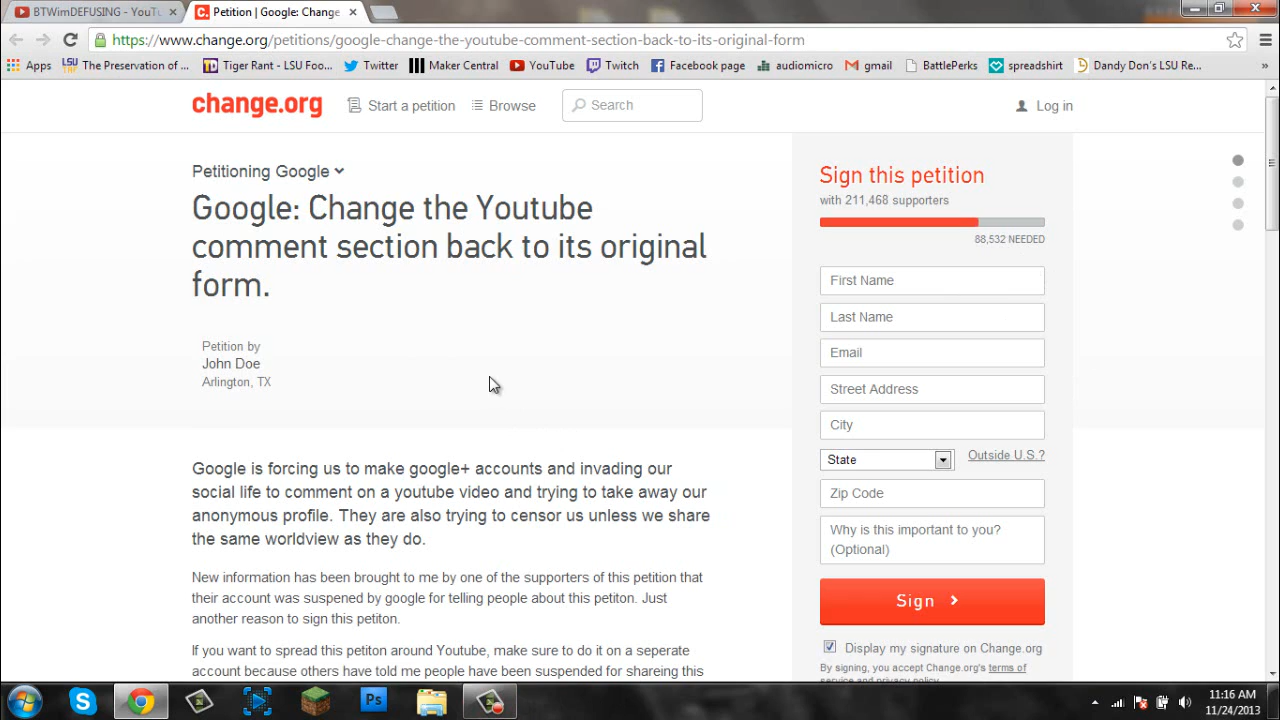 BTWimDEFUSING - YouTu
Petition | Google: Change
https://www.change.org/petitions/google-change-the-youtube-comment-section-back-to-its-original-form
Apps
The Preservation of ...
Tiger Rant - LSU Foo...
Twitter
Maker Central
YouTube
Twitch
Facebook page
audiomicro
gmail
BattlePerks
spreadshirt
Dandy Don's LSU Re...
»
change.org
Start a petition
Browse
Search
Log in
Petitioning Google
Google: Change the Youtube
comment section back to its original
form.
Petition by
John Doe
Arlington, TX
Google is forcing us to make google+ accounts and invading our
social life to comment on a youtube video and trying to take away our
anonymous profile. They are also trying to censor us unless we share
the same worldview as they do.
New information has been brought to me by one of the supporters of this petition that
their account was suspended by google for telling people about this petiton. Just
another reason to sign this petiton.
If you want to spread this petiton around Youtube, make sure to do it on a seperate
account because others have told me people have been suspended for sharing this
Sign this petition
with 211,468 supporters
88,532 NEEDED
First Name
Last Name
Email
Street Address
City
State
Outside U.S.?
Zip Code
Why is this important to you?
(Optional)
Sign
Display my signature on Change.org
By signing, you accept Change.org's terms of
service and privacy policy.
Ps
11:16 AM
11/24/2013